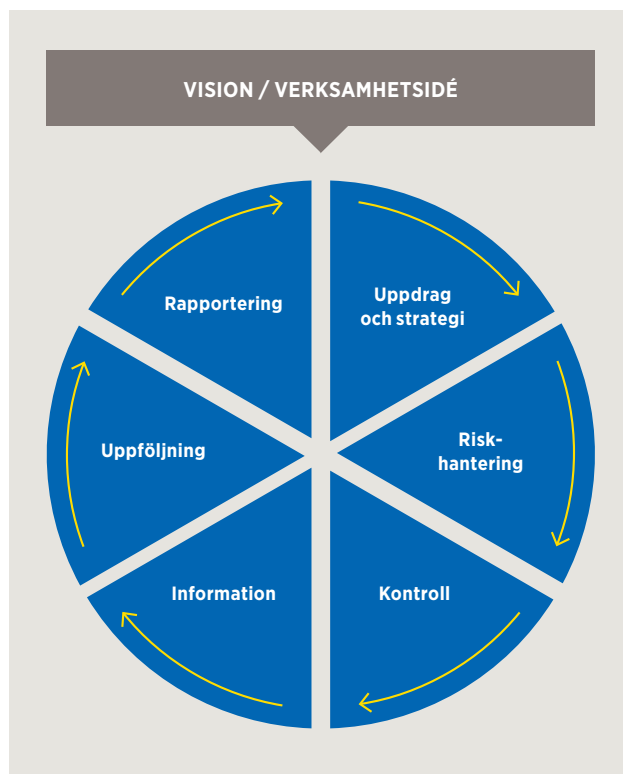 VISION / VERKSAMHETSIDÉ
Uppdrag
och strategi
Risk-
hantering
Kontroll
Information
Uppföljning
Rapportering